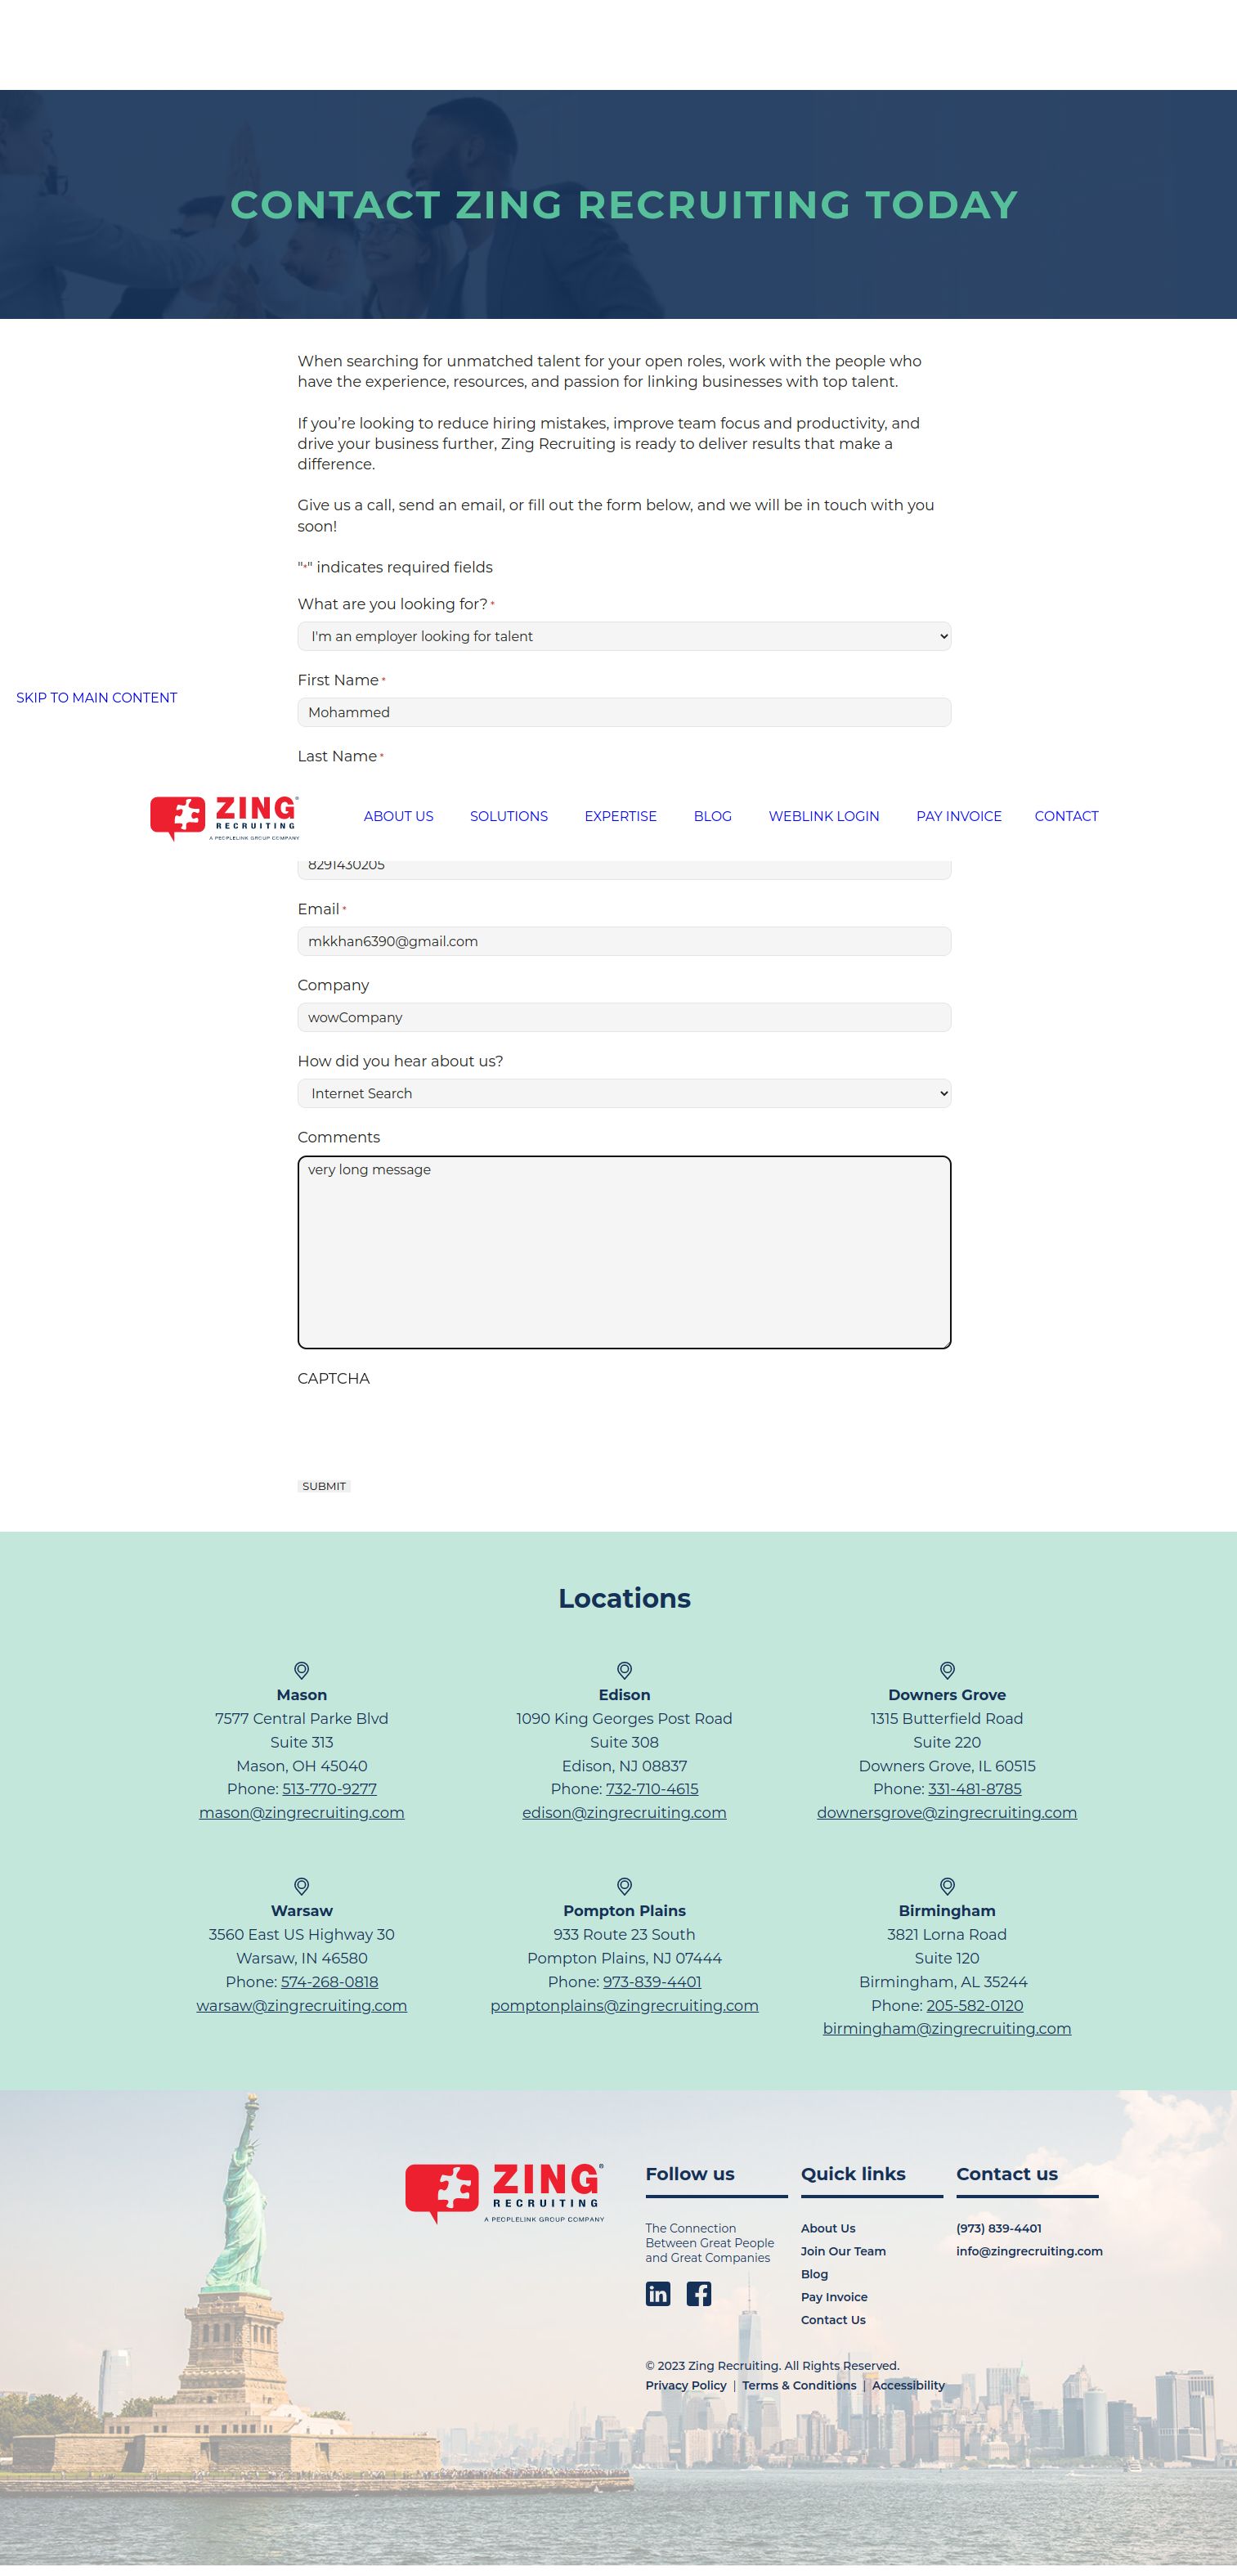 CONTACT ZING RECRUITING TODAY
When searching for unmatched talent for your open roles, work with the people who
have the experience, resources, and passion for linking businesses with top talent.
If you’re looking to reduce hiring mistakes, improve team focus and productivity, and
drive your business further, Zing Recruiting is ready to deliver results that make a
difference.
Give us a call, send an email, or fill out the form below, and we will be in touch with you
soon!
"*" indicates required fields
What are you looking for? *
I'm an employer looking for talent
First Name *
SKIP TO MAIN CONTENT
Mohammed
Last Name *
ZING®
RECRUITING
A PEOPLELINK GROUP COMPANY
ABOUT US SOLUTIONS EXPERTISE BLOG WEBLINK LOGIN PAY INVOICE CONTACT
8291430205
Email *
mkkhan6390@gmail.com
Company
wowCompany
How did you hear about us?
Internet Search
Comments
very long message
CAPTCHA
SUBMIT
Locations
Mason
7577 Central Parke Blvd
Suite 313
Mason, OH 45040
Phone: 513-770-9277
mason@zingrecruiting.com
Edison
1090 King Georges Post Road
Suite 308
Edison, NJ 08837
Phone: 732-710-4615
edison@zingrecruiting.com
Downers Grove
1315 Butterfield Road
Suite 220
Downers Grove, IL 60515
Phone: 331-481-8785
downersgrove@zingrecruiting.com
Warsaw
3560 East US Highway 30
Warsaw, IN 46580
Phone: 574-268-0818
warsaw@zingrecruiting.com
Pompton Plains
933 Route 23 South
Pompton Plains, NJ 07444
Phone: 973-839-4401
pomptonplains@zingrecruiting.com
Birmingham
3821 Lorna Road
Suite 120
Birmingham, AL 35244
Phone: 205-582-0120
birmingham@zingrecruiting.com
ZING®
RECRUITING
A PEOPLELINK GROUP COMPANY
Follow us
The Connection
Between Great People
and Great Companies
in f
Quick links
About Us
Join Our Team
Blog
Pay Invoice
Contact Us
Contact us
(973) 839-4401
info@zingrecruiting.com
© 2023 Zing Recruiting. All Rights Reserved.
Privacy Policy | Terms & Conditions | Accessibility